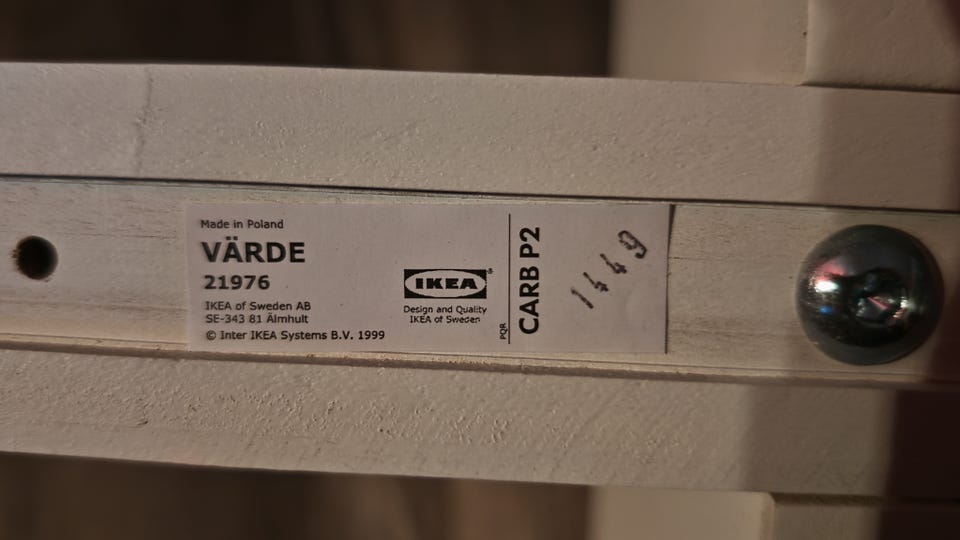 Made in Poland
VÄRDE
21976
IKEA of Sweden AB
SE-343 81 Älmhult
© Inter IKEA Systems B.V. 1999
IKEA®
Design and Quality
IKEA of Sweden
PQR
CARB P2
1449